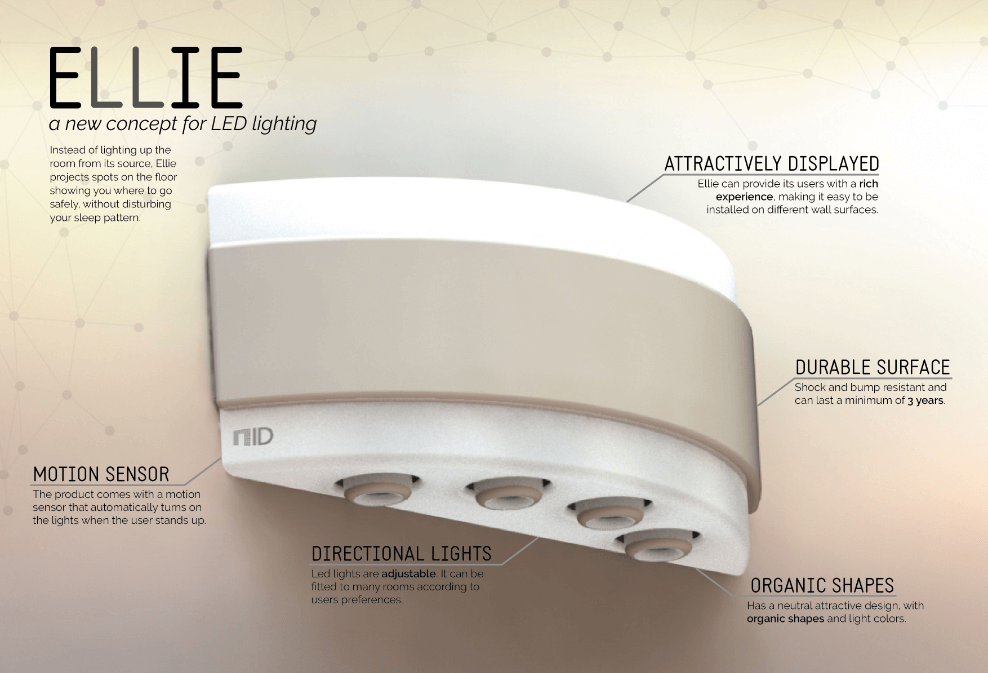 ELLIE
a new concept for LED lighting
Instead of lighting up the
room from its source, Ellie
projects spots on the floor
showing you where to go
safely, without disturbing
your sleep pattern.
ATTRACTIVELY DISPLAYED
Ellie can provide its users with a rich
experience, making it easy to be
installed on different wall surfaces.
DURABLE SURFACE
Shock and bump resistant and
can last a minimum of 3 years.
MOTION SENSOR
The product comes with a motion
sensor that automatically turns on
the lights when the user stands up.
DIRECTIONAL LIGHTS
Led lights are adjustable. It can be
fitted to many rooms according to
users preferences.
ORGANIC SHAPES
Has a neutral attractive design, with
organic shapes and light colors.